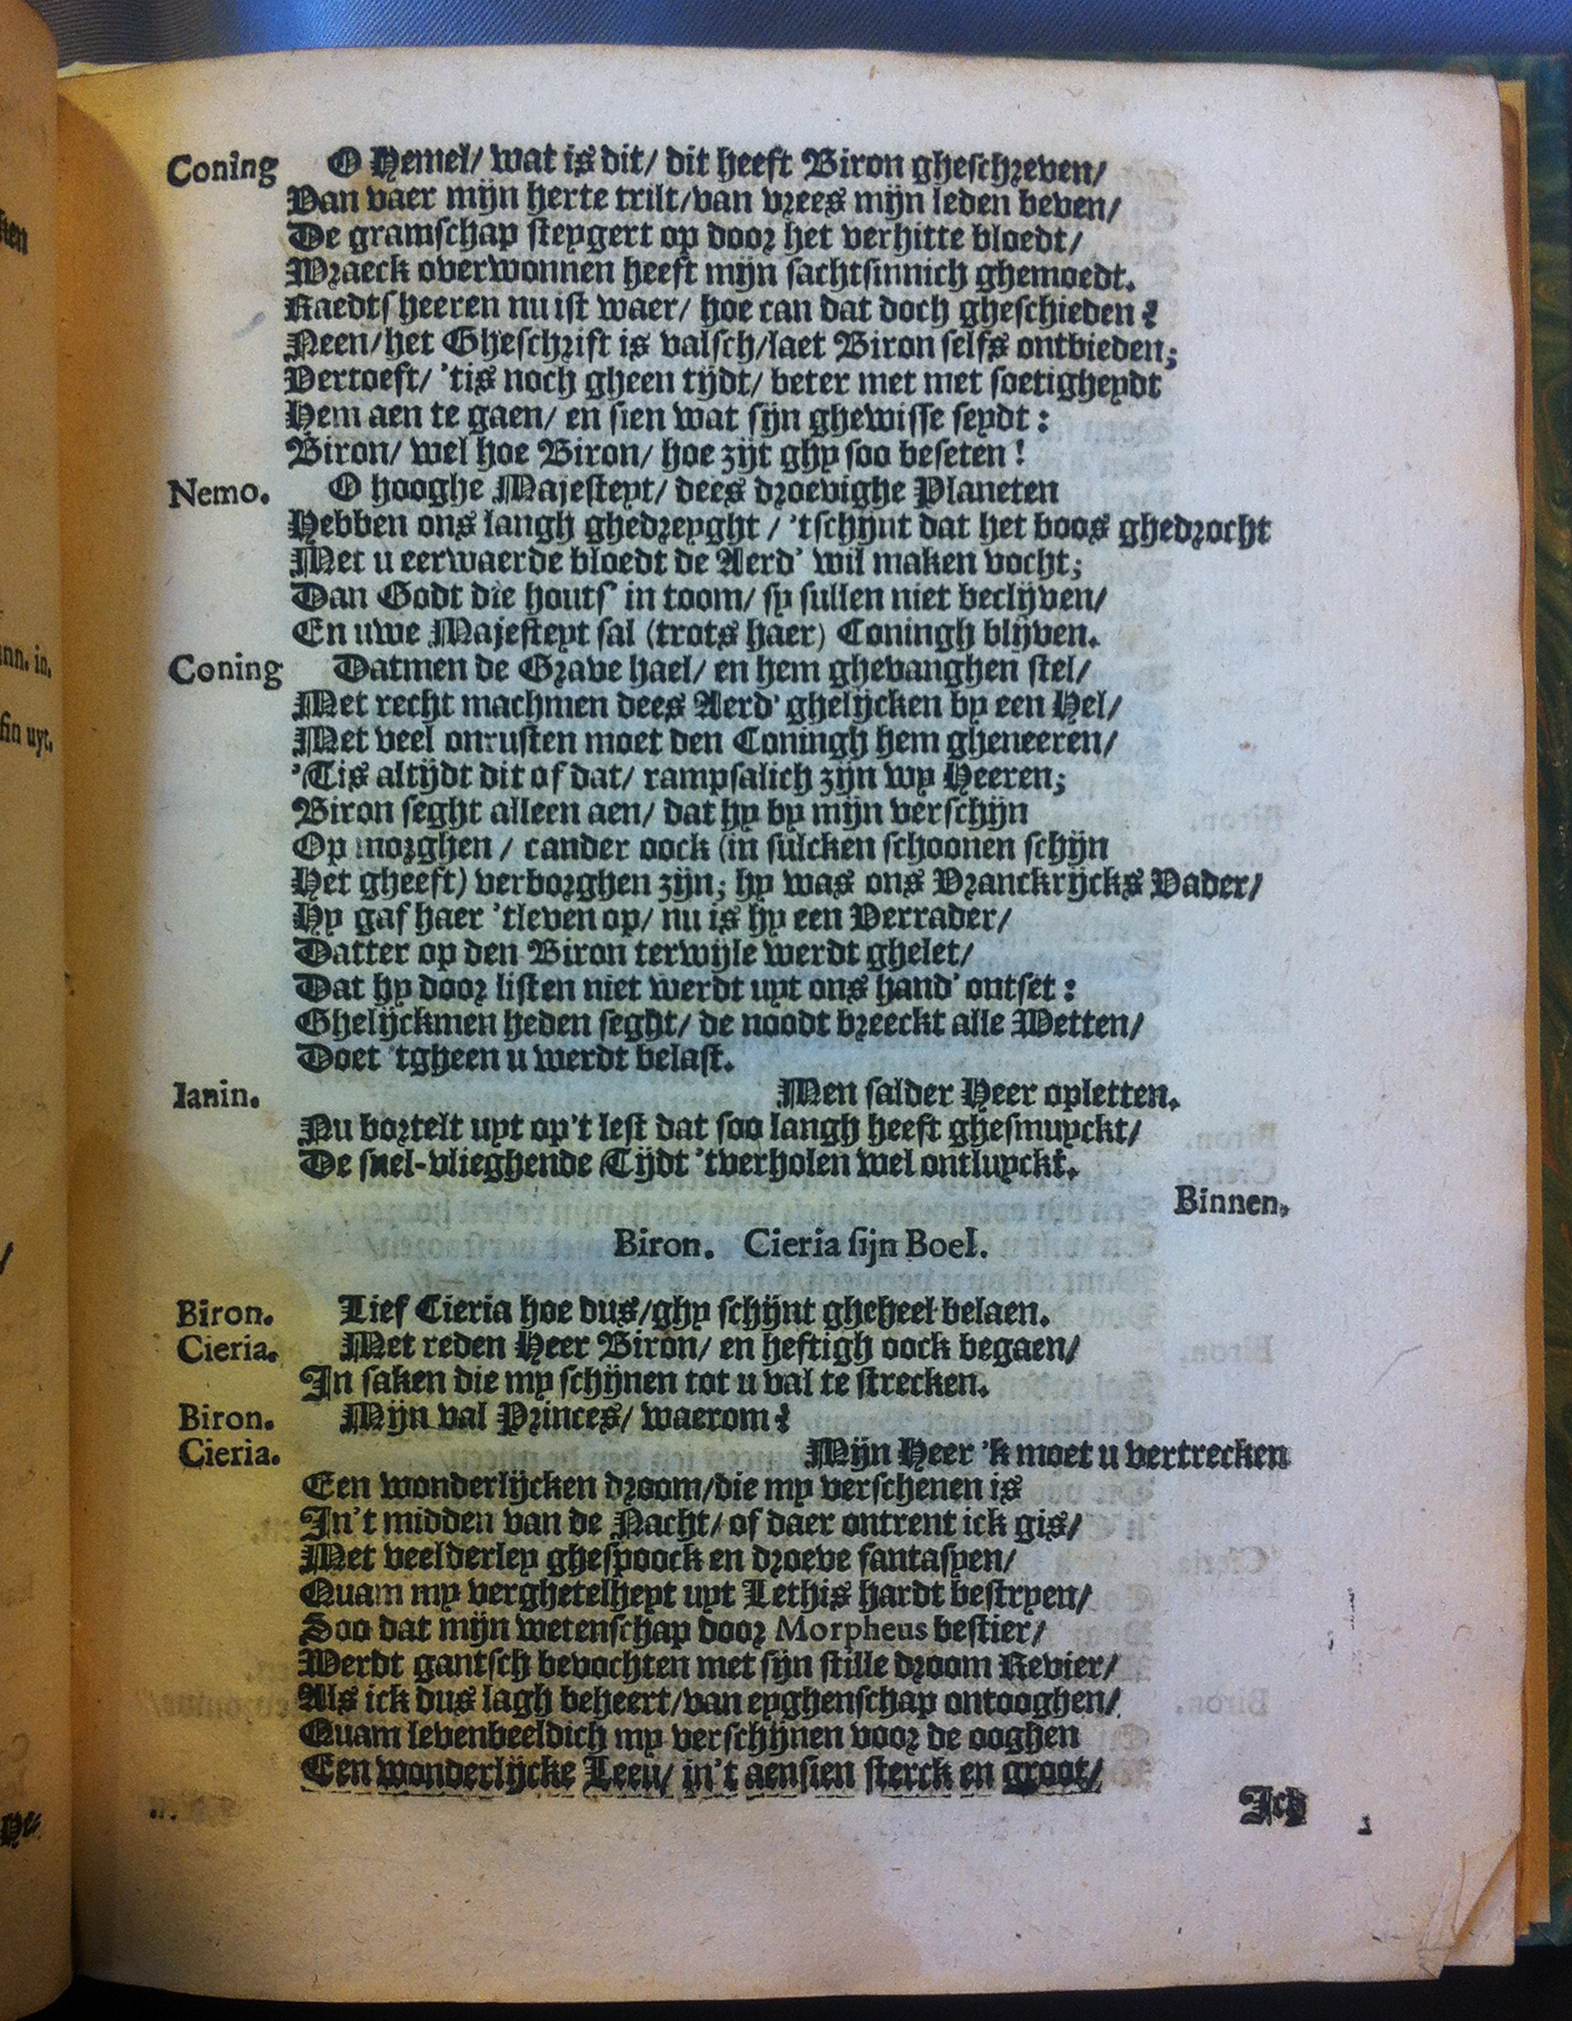 Coning O Hemel/ wat is dit/ dit heeft Biron gheschreven/
Van vaer mijn herte trilt/van vrees mijn leden beven/
De gramschap steygert op door het verhitte bloedt/
Wraeck overwonnen heeft mijn sachtsinnich ghemoedt.
Raedtsheeren nu ist waer/ hoe can dat doch gheschieden?
Neen/het Gheschrift is valsch/laet Biron selfs ontbieden;
Vertoeft/ 'tis noch gheen tijdt/ beter met met soetigheydt
Hem aen te gaen/ en sien wat sijn ghewisse seydt:
Biron/ wel hoe Biron/ hoe zijt ghy soo beseten!
Nemo. O hooghe Majesteyt/ dees droevighe Planeten
Hebben ons langh ghedreyght/ 'tschijnt dat het boos ghedrocht
Met u eerwaerde bloedt de Aerd' wil maken vocht;
Dan Godt die houts' in toom/ sy sullen niet beclijven/
En uwe Majesteyt sal (trots haer) Coningh blijven.
Coning Datmen de Grave hael/ en hem ghevanghen stel/
Met recht machmen dees Aerd' ghelijcken by een Hel/
Met veel onrusten moet den Coningh hem gheneeren/
'Tis altijdt dit of dat/ rampsalich zijn wy Heeren;
Biron seght alleen aen/ dat hy by mijn verschijn
Op morghen/ cander oock (in sulcken schoonen schijn
Het gheeft) verborghen zijn; hy was ons Vranckrijcks Vader/
Hy gaf haer 'tleven op/ nu is hy een Verrader/
Datter op den Biron terwijle werdt ghelet/
Dat hy door listen niet werdt uyt ons hand' ontset:
Ghelijckmen heden seght/ de noodt breeckt alle Wetten/
Doet 'tgheen u werdt belast.
Ianin. Men salder Heer opletten.
Nu bortelt uyt op't lest dat soo langh heeft ghesmuyckt/
De snel-vlieghende Tijdt 'tverholen wel ontluyckt.
Binnen.
Biron. Cieria sijn Boel.
Biron. Lief Cieria hoe dus/ghy schijnt gheheel belaen.
Cieria. Met reden Heer Biron/ en heftigh oock begaen/
In saken die my schijnen tot u val te strecken.
Biron. Mijn val Princes/ waerom?
Cieria. Mijn Heer 'k moet u vertrecken
Een wonderlijcken droom/die my verschenen is
In't midden van de Nacht/ of daer ontrent ick gis/
Met veelderley ghespoock en droeve fantasyen/
Quam my verghetelheyt uyt Lethis hardt bestryen/
Soo dat mijn wetenschap door Morpheus bestier/
Werdt gantsch bevochten met sijn stille droom Revier/
Als ick dus lagh beheert/van eyghenschap ontooghen/
Quam levenbeeldich my verschijnen voor de ooghen
Een wonderlijcke Leeu/ in't aensien sterck en groot/
Ick